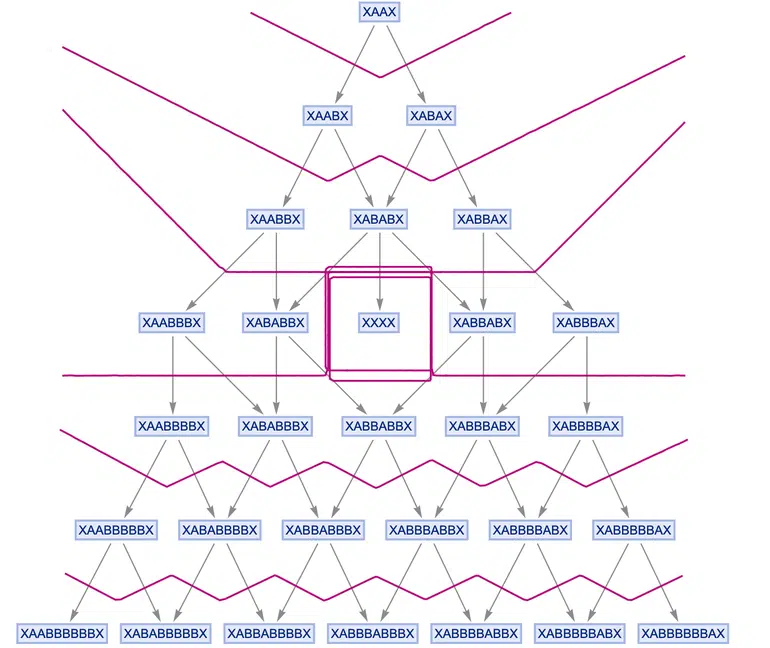 XAAX
XAABX XABAX
XAABBX XABABX XABBAX
XAABBBX XABABBX XXXX XABBABX XABBBAX
XAABBBBX XABABBBX XABBABBX XABBBABX XABBBBAX
XAABBBBBX XABABBBBX XABBABBBX XABBBABBX XABBBBABX XABBBBBAX
XAABBBBBBX XABABBBBBX XABBABBBBX XABBBABBBX XABBBBABBX XABBBBBABX XABBBBBBAX